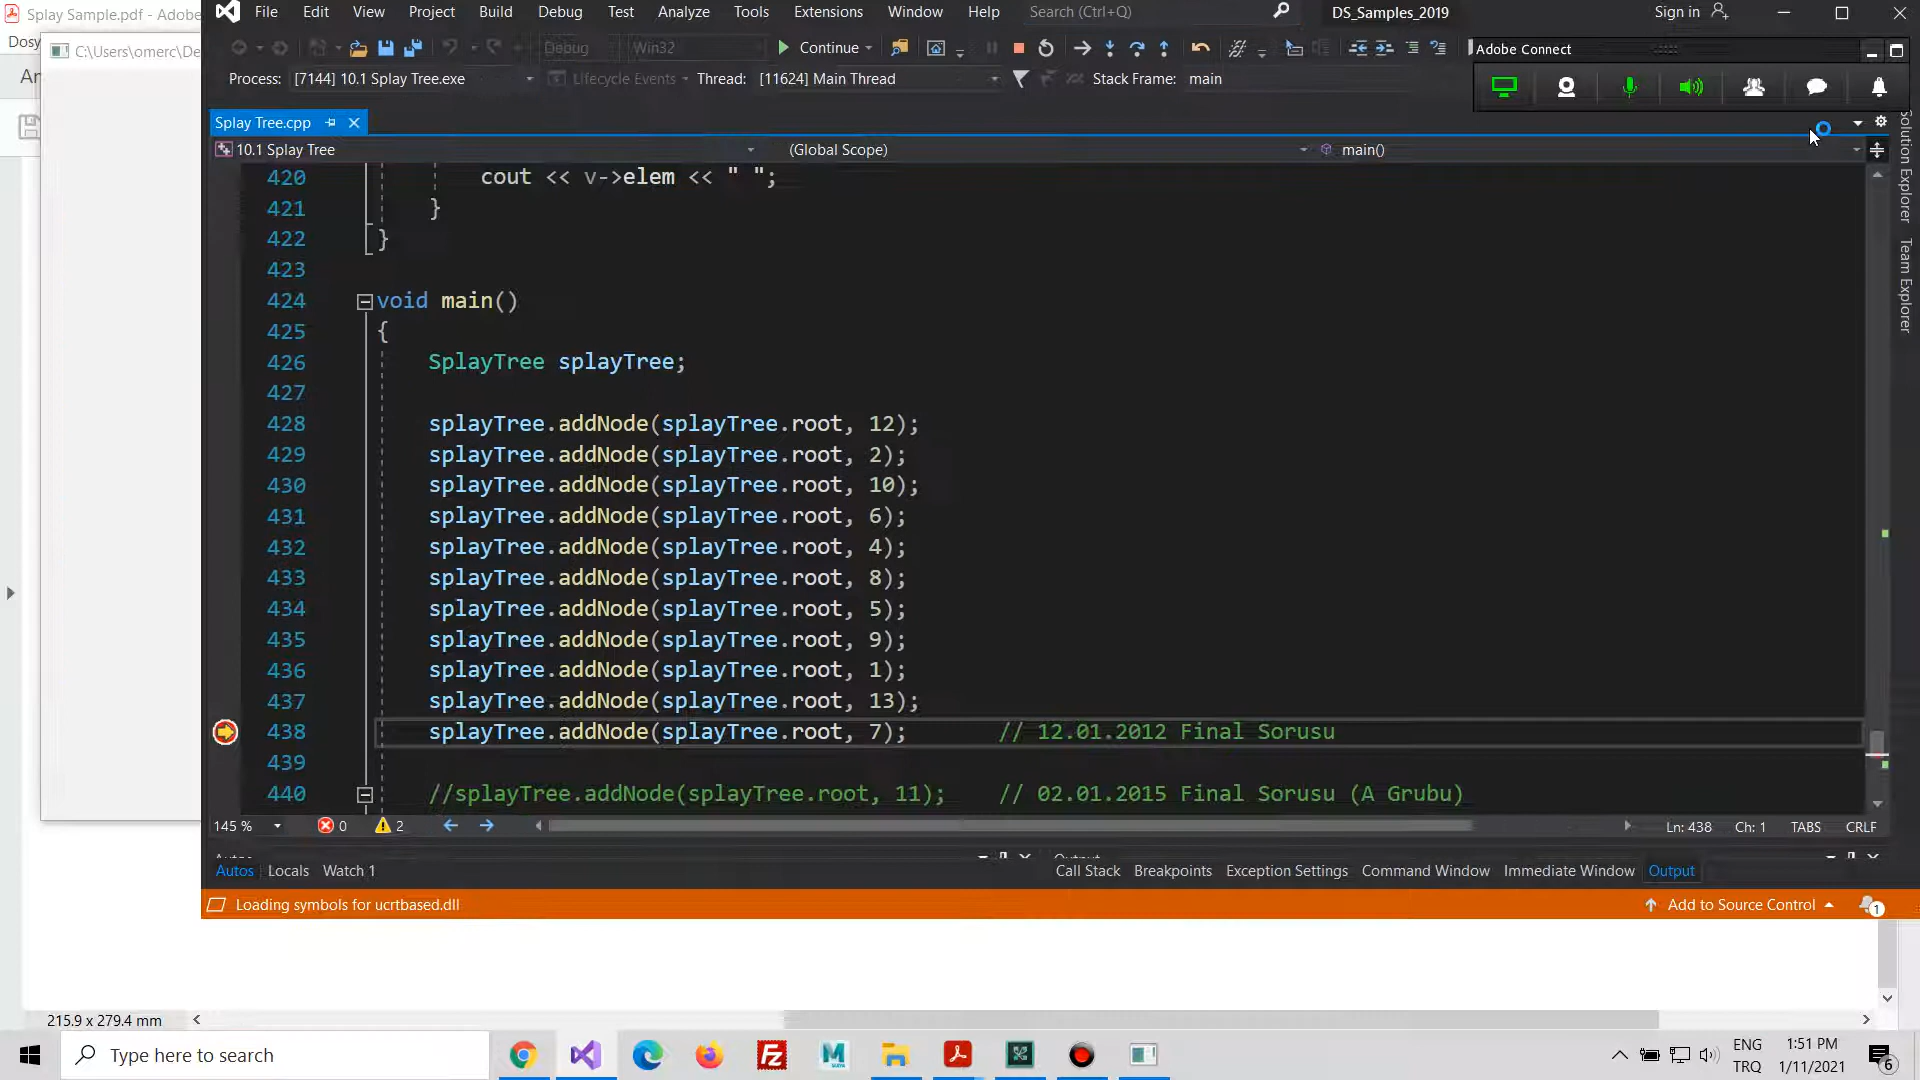 Splay Sample.pdf - Adobe
Dosy
C:\Users\omerc\De
File Edit View Project Build Debug Test Analyze Tools Extensions Window Help Search (Ctrl+Q) DS_Samples_2019 Sign in
Debug Win32 Continue
Adobe Connect
Process: [7144] 10.1 Splay Tree.exe Lifecycle Events Thread: [11624] Main Thread Stack Frame: main
Splay Tree.cpp
10.1 Splay Tree (Global Scope) main()
Solution Explorer
Team Explorer
420 cout << v->elem << " ";
421 }
422 }
423
424 void main()
425 {
426 SplayTree splayTree;
427
428 splayTree.addNode(splayTree.root, 12);
429 splayTree.addNode(splayTree.root, 2);
430 splayTree.addNode(splayTree.root, 10);
431 splayTree.addNode(splayTree.root, 6);
432 splayTree.addNode(splayTree.root, 4);
433 splayTree.addNode(splayTree.root, 8);
434 splayTree.addNode(splayTree.root, 5);
435 splayTree.addNode(splayTree.root, 9);
436 splayTree.addNode(splayTree.root, 1);
437 splayTree.addNode(splayTree.root, 13);
438 splayTree.addNode(splayTree.root, 7); // 12.01.2012 Final Sorusu
439
440 //splayTree.addNode(splayTree.root, 11); // 02.01.2015 Final Sorusu (A Grubu)
145 % 0 2 Ln: 438 Ch: 1 TABS CRLF
Autos Locals Watch 1 Call Stack Breakpoints Exception Settings Command Window Immediate Window Output
Loading symbols for ucrtbased.dll Add to Source Control 1
215.9 x 279.4 mm
Type here to search
ENG 1:51 PM
TRQ 1/11/2021 6